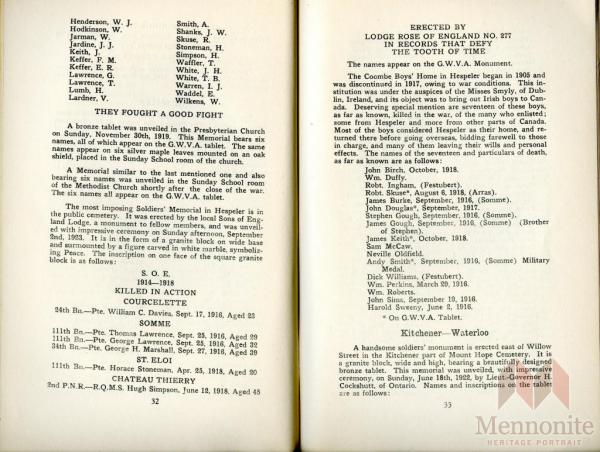 Henderson, W. J.
Hodkinson, W.
Jarman, W.
Jardine, J. J.
Keith, J.
Keffer, F. M.
Keffer, E. R.
Lawrence, G.
Lawrence, T.
Lumb, H.
Lardner, V.
Smith, A.
Shanks, J. W.
Skuse, R.
Stoneman, H.
Simpson, H.
Waffler, T.
White, J. H.
White, T. B.
Warren, I. J.
Waddel, E.
Wilkens, W.
THEY FOUGHT A GOOD FIGHT
A bronze tablet was unveiled in the Presbyterian Church
on Sunday, November 30th, 1919. This Memorial bears six
names, all of which appear on the G.W.V.A. tablet. The same
names appear on six silver maple leaves mounted on an oak
shield, placed in the Sunday School room of the church.
A Memorial similar to the last mentioned one and also
bearing six names was unveiled in the Sunday School room
of the Methodist Church shortly after the close of the war.
The six names all appear on the G.W.V.A. tablet.
The most imposing Soldiers' Memorial in Hespeler is in
the public cemetery. It was erected by the local Sons of Eng-
land Lodge, a monument to fellow members, and was unveil-
ed with impressive ceremony on Sunday afternoon, September
2nd, 1923. It is in the form of a granite block on wide base
and surmounted by a figure carved in white marble, symboliz-
ing Peace. The inscription on one face of the square granite
block is as follows:
S. O. E.
1914—1918
KILLED IN ACTION
COURCELETTE
24th Bn.—Pte. William C. Davies, Sept. 17, 1916, Aged 23
SOMME
111th Bn.—Pte. Thomas Lawrence, Sept. 25, 1916, Aged 29
111th Bn.—Pte. George Lawrence, Sept. 25, 1916, Aged 32
34th Bn.—Pte. George H. Marshall, Sept. 27, 1916, Aged 39
ST. ELOI
111th Bn.—Pte. Horace Stoneman, Apr. 25, 1918, Aged 20
CHATEAU THIERRY
2nd P.N.R.—R.Q.M.S. Hugh Simpson, June 12, 1918, Aged 45
32
ERECTED BY
LODGE ROSE OF ENGLAND NO. 277
IN RECORDS THAT DEFY
THE TOOTH OF TIME
The names appear on the G.W.V.A. Monument.
The Coombe Boys' Home in Hespeler began in 1905 and
was discontinued in 1917, owing to war conditions. This in-
stitution was under the auspices of the Misses Smyly, of Dub-
lin, Ireland, and its object was to bring out Irish boys to Can-
ada. Deserving special mention are seventeen of these boys,
as far as known, killed in the war, of the many who enlisted;
some from Hespeler and more from other parts of Canada.
Most of the boys considered Hespeler as their home, and re-
turned there before going overseas, bidding farewell to those
in charge, and many of them leaving their wills and personal
effects. The names of the seventeen and particulars of death,
as far as known are as follows:
John Birch, October, 1918.
Wm. Duffy.
Robt. Ingham, (Festubert).
Robt. Skuse*, August 6, 1918, (Arras).
James Burke, September, 1916, (Somme).
John Douglas*, September, 1917.
Stephen Gough, September, 1916, (Somme).
James Gough, September, 1916, (Somme) (Brother
of Stephen).
James Keith*, October, 1918.
Sam McCaw.
Neville Oldfield.
Andy Smith*, September, 1916, (Somme) Military
Medal.
Dick Williams, (Festubert).
Wm. Perkins, March 29, 1916.
Wm. Roberts.
John Sims, September 19, 1916.
Harold Sweeny, June 2, 1916.
* On G.W.V.A. Tablet.
Kitchener—Waterloo
A handsome soldiers' monument is erected east of Willow
Street in the Kitchener part of Mount Hope Cemetery. It is
a granite block, wide and high, bearing a beautifully designed
bronze tablet. This memorial was unveiled, with impressive
ceremony, on Sunday, June 18th, 1922, by Lieut.-Governor H.
Cockshutt, of Ontario. Names and inscriptions on the tablet
are as follows:
33
Mennonite
HERITAGE PORTRAIT